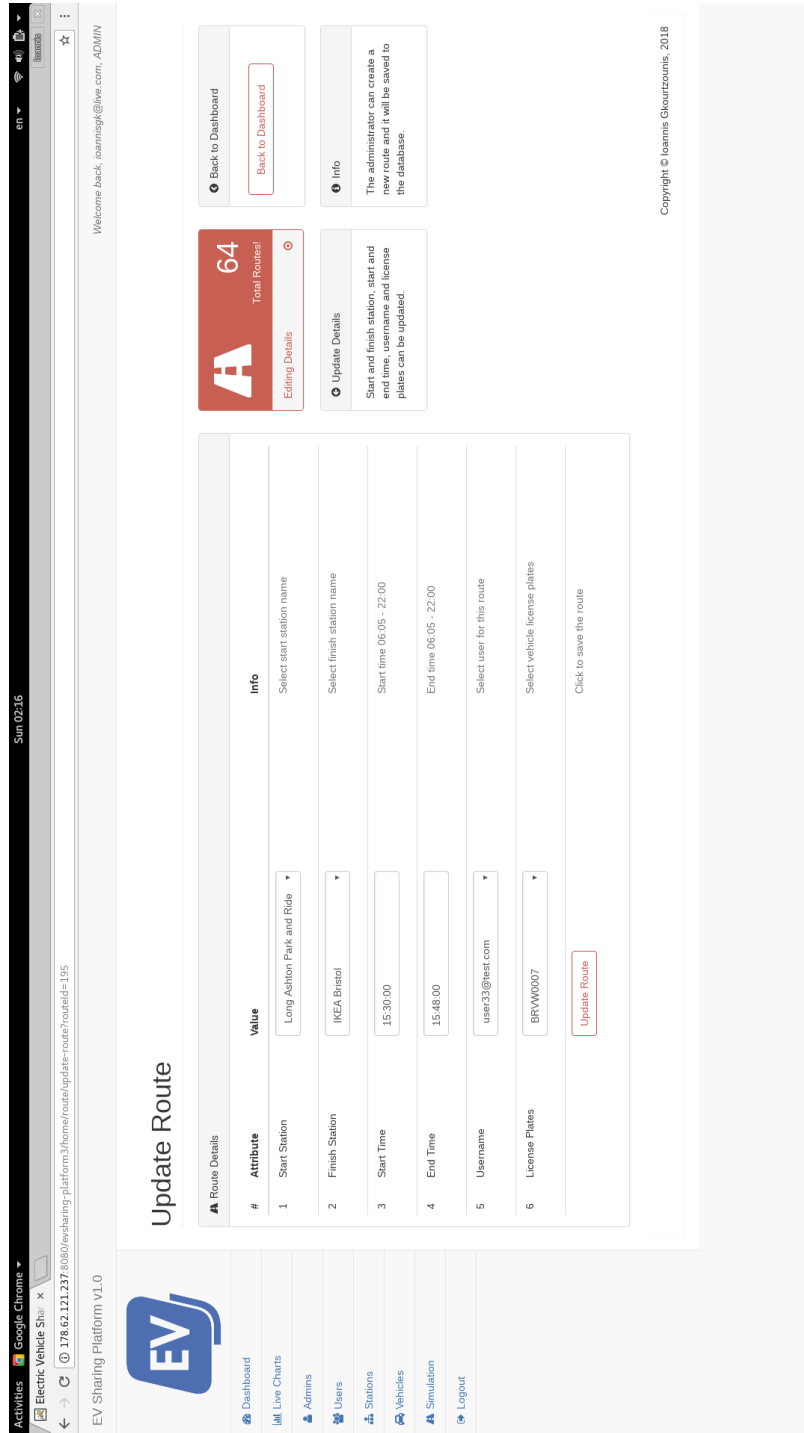 Activities Google Chrome ▾ Sun 02:16 en ▾
Electric Vehicle Shar × Ioannis
178.62.121.237:8080/evsharing-platform3/home/route/update-route?routeId=195
EV Sharing Platform v1.0 Welcome back, ioannisgk@live.com, ADMIN
EV
Dashboard
Live Charts
Admins
Users
Stations
Vehicles
Simulation
Logout
Update Route
Route Details
# Attribute Value Info
1 Start Station Long Ashton Park and Ride Select start station name
2 Finish Station IKEA Bristol Select finish station name
3 Start Time 15:30:00 Start time 06:05 - 22:00
4 End Time 15:48:00 End time 06:05 - 22:00
5 Username user33@test.com Select user for this route
6 License Plates BRVW0007 Select vehicle license plates
Update Route Click to save the route
64
Total Routes!
Editing Details
Back to Dashboard
Back to Dashboard
Update Details
Start and finish station, start and
end time, username and license
plates can be updated.
Info
The administrator can create a
new route and it will be saved to
the database.
Copyright © Ioannis Gkourtzounis, 2018